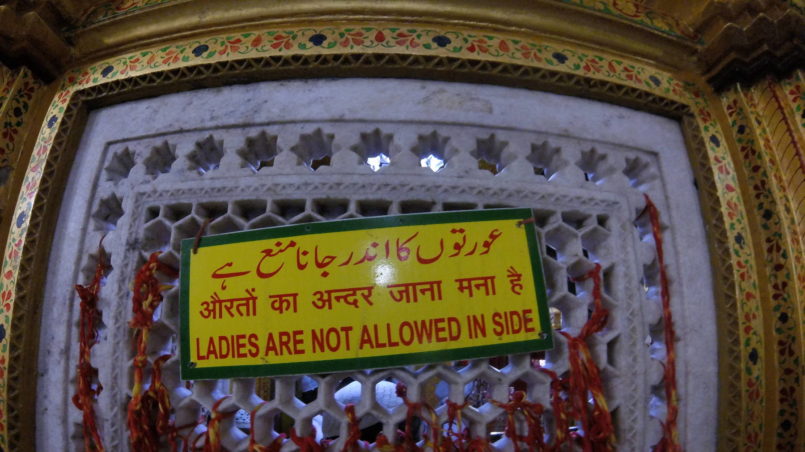 عورتوں کا اندر جانا منع ہے
औरतों का अन्दर जाना मना है
LADIES ARE NOT ALLOWED IN SIDE